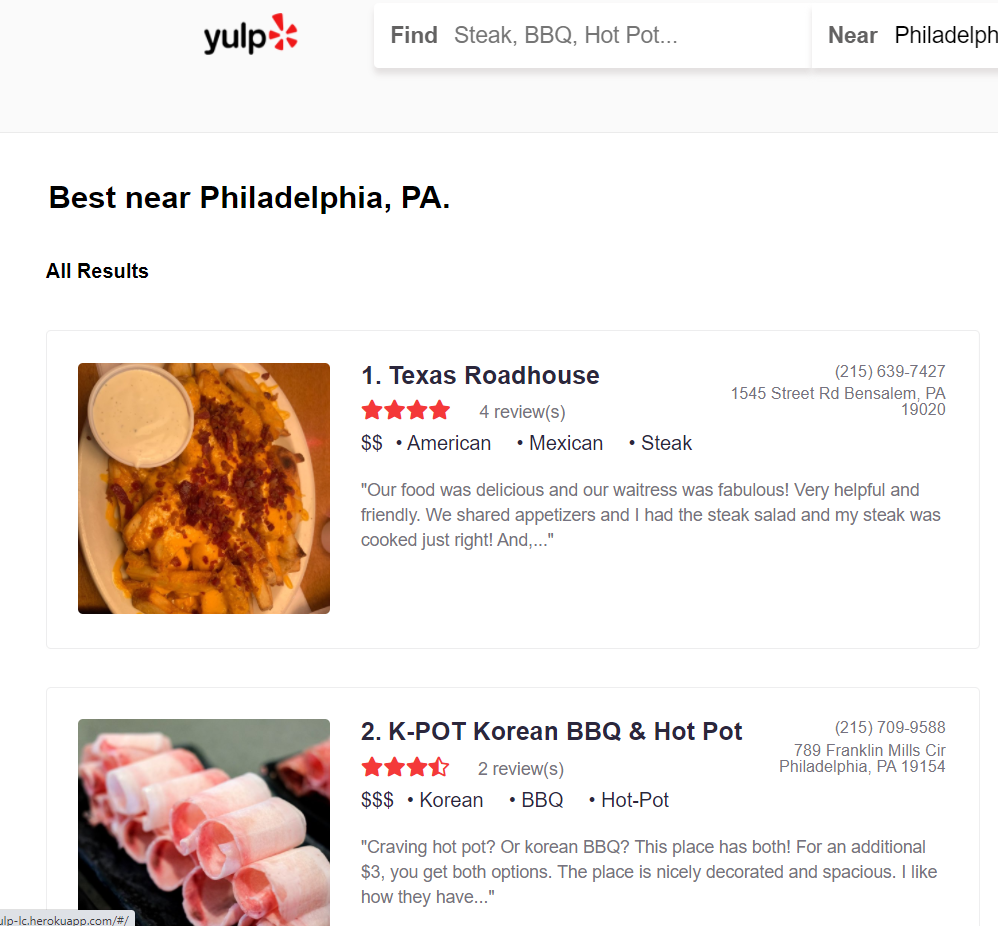 yulp
Find Steak, BBQ, Hot Pot...
Near Philadelph
Best near Philadelphia, PA.
All Results
1. Texas Roadhouse
4 review(s)
$$ • American • Mexican • Steak
(215) 639-7427
1545 Street Rd Bensalem, PA
19020
"Our food was delicious and our waitress was fabulous! Very helpful and
friendly. We shared appetizers and I had the steak salad and my steak was
cooked just right! And,..."
2. K-POT Korean BBQ & Hot Pot
2 review(s)
$$$ • Korean • BBQ • Hot-Pot
(215) 709-9588
789 Franklin Mills Cir
Philadelphia, PA 19154
"Craving hot pot? Or korean BBQ? This place has both! For an additional
$3, you get both options. The place is nicely decorated and spacious. I like
how they have..."
ulp-lc.herokuapp.com/#/